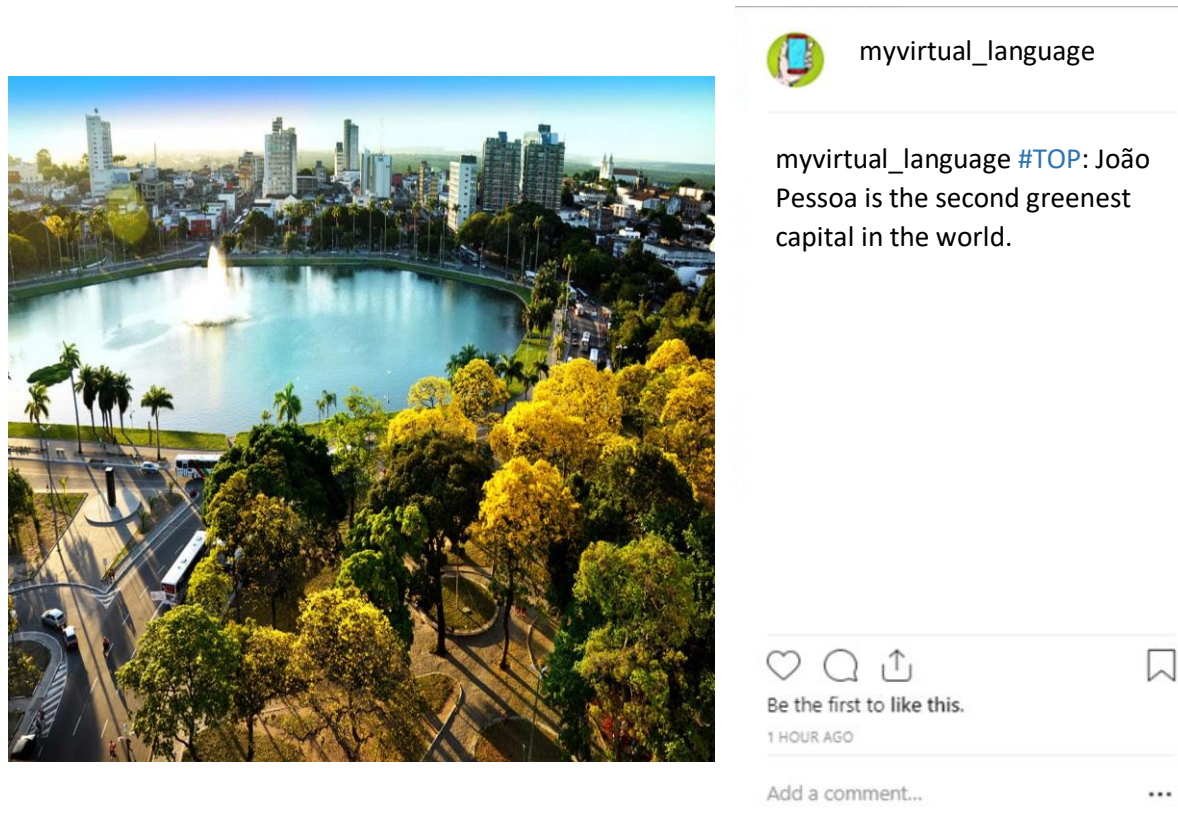 myvirtual_language
myvirtual_language #TOP: João
Pessoa is the second greenest
capital in the world.
Be the first to like this.
1 HOUR AGO
Add a comment...